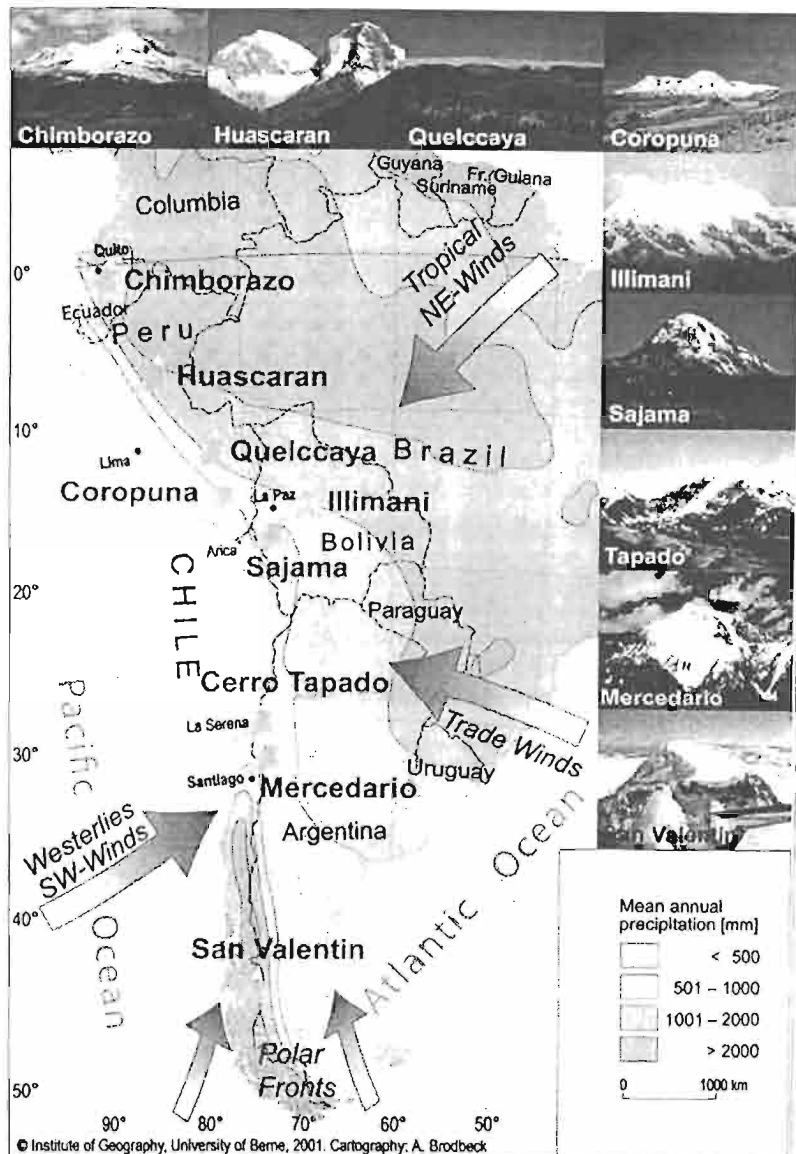 Chimborazo
Huascaran
Quelccaya
Coropuna
Guyana
Suriname
Fr. Guiana
Columbia
Quito
0°
Chimborazo
Tropical
NE-Winds
Illimani
Ecuador
Peru
Huascaran
Sajama
10°
Lima
Quelccaya
Brazil
Coropuna
La Paz
Illimani
Arica
Bolivia
Tapado
CHILE
Sajama
20°
Paraguay
Cerro Tapado
Mercedario
Pacific
Ocean
La Serena
Trade Winds
30°
Uruguay
Santiago
Mercedario
San Valentin
Westerlies
SW-Winds
Argentina
Atlantic Ocean
Mean annual
precipitation [mm]
< 500
501 – 1000
1001 – 2000
> 2000
0 1000 km
40°
San Valentin
Polar
Fronts
50°
90° 80° 70° 60° 50°
© Institute of Geography, University of Berne, 2001. Cartography: A. Brodbeck